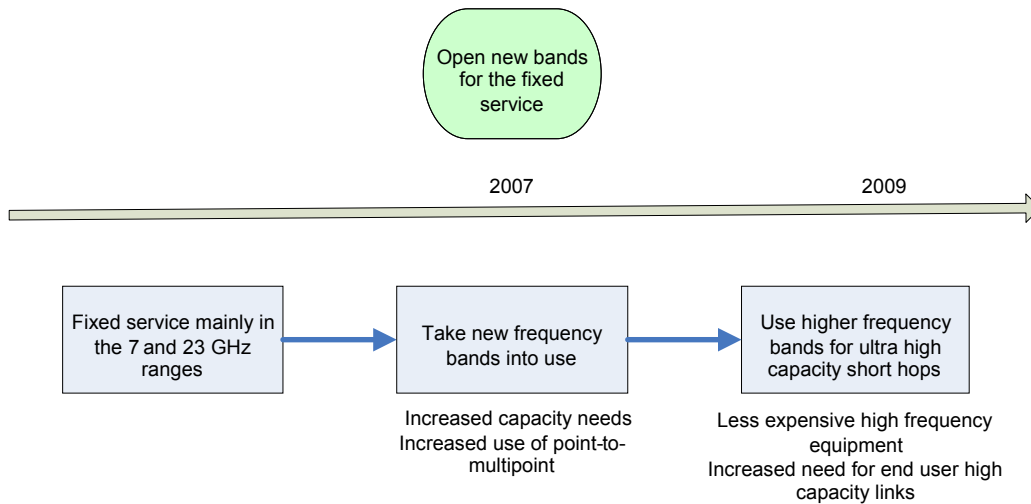 Open new bands
for the fixed
service
2007
2009
Fixed service mainly in
the 7 and 23 GHz
ranges
Take new frequency
bands into use
Use higher frequency
bands for ultra high
capacity short hops
Increased capacity needs
Increased use of point-to-
multipoint
Less expensive high frequency
equipment
Increased need for end user high
capacity links